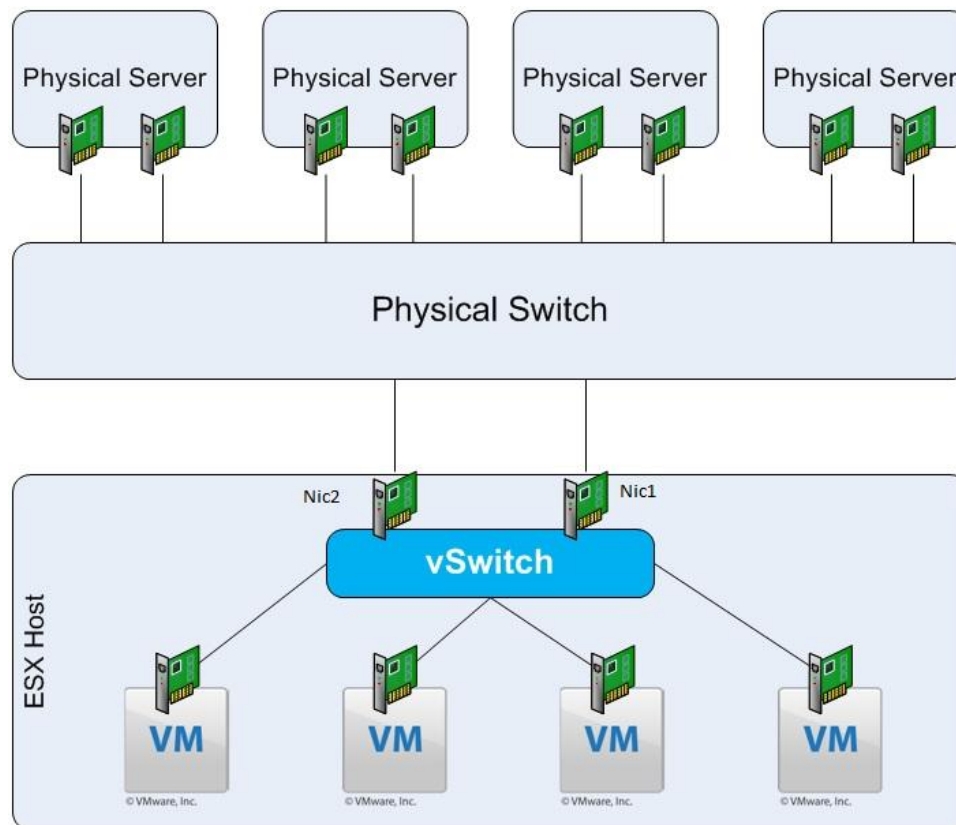 Physical Server
Physical Server
Physical Server
Physical Server
Physical Switch
Nic2
Nic1
vSwitch
ESX Host
VM
VM
VM
VM
© VMware, Inc.
© VMware, Inc.
© VMware, Inc.
© VMware, Inc.